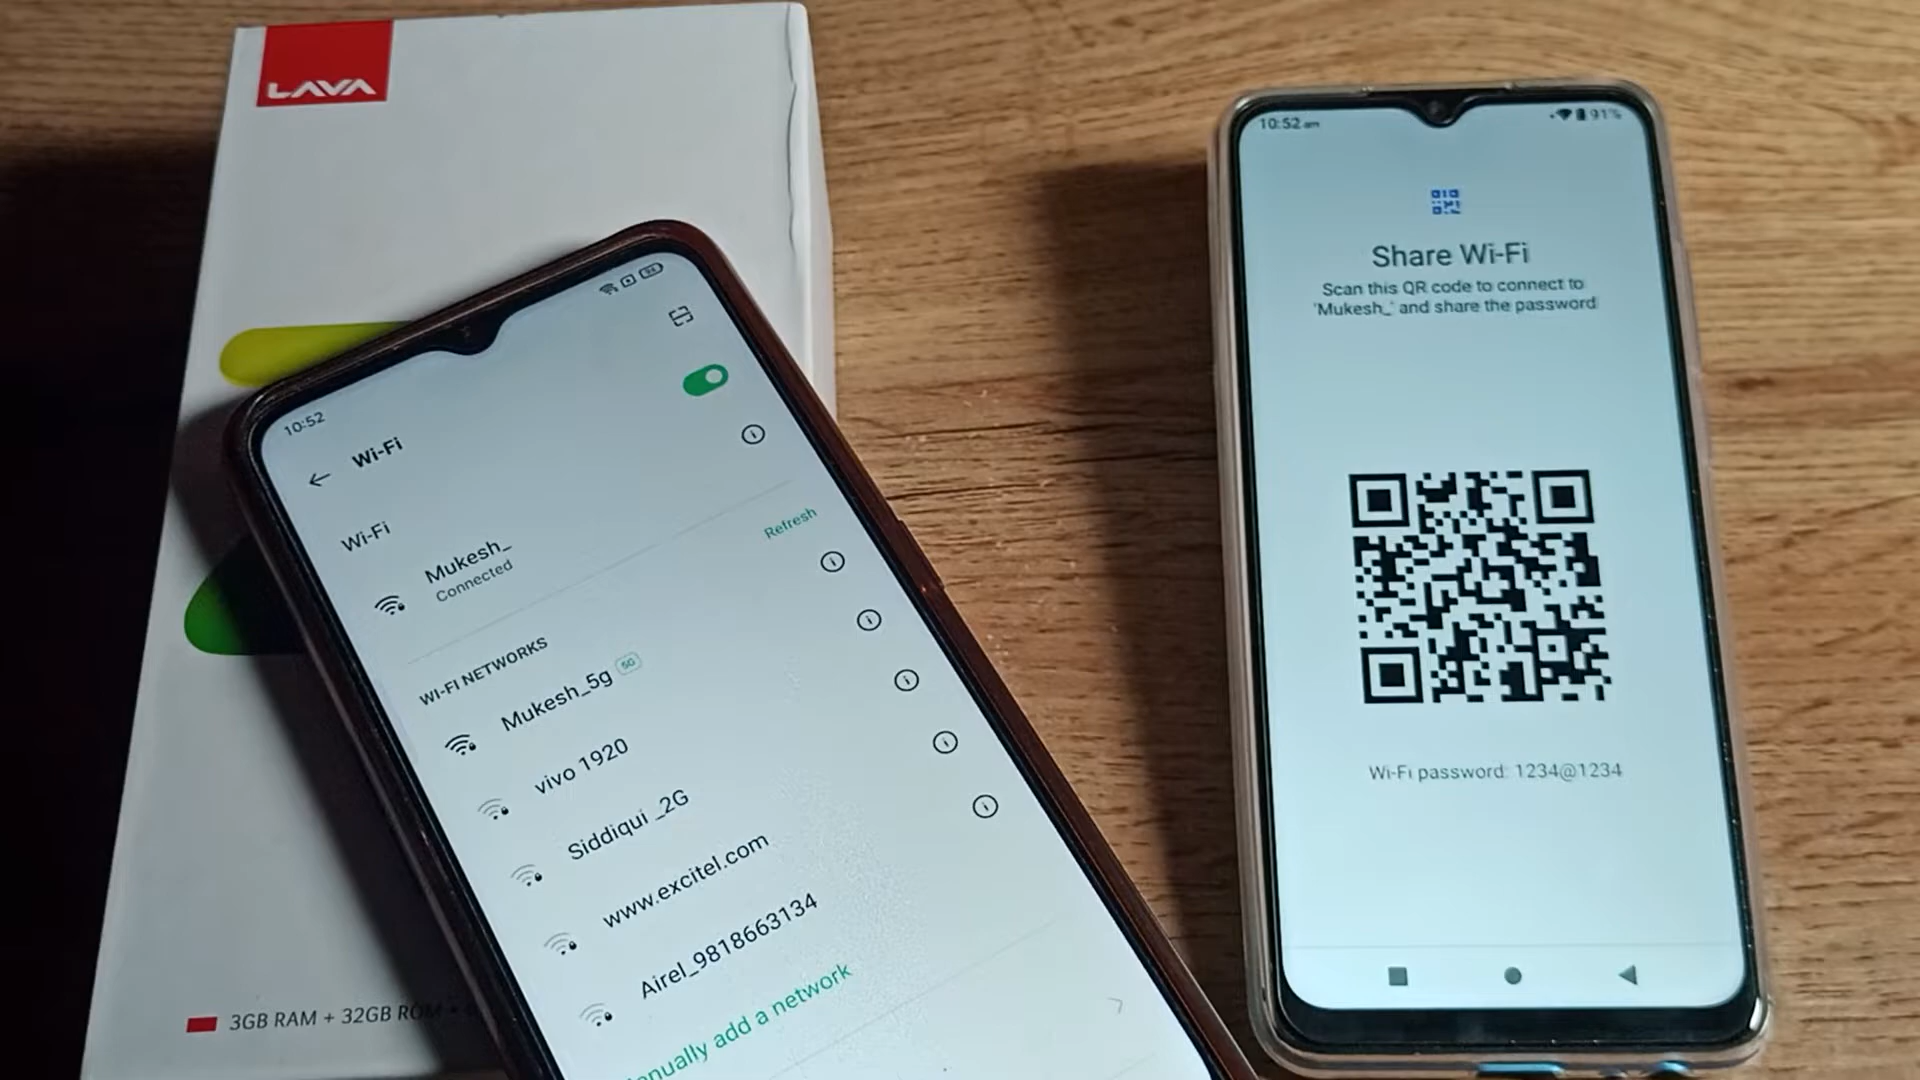 LAVA
3GB RAM + 32GB ROM
10:52
Wi-Fi
Wi-Fi
Mukesh_
Connected
Refresh
WI-FI NETWORKS
Mukesh_5g 5G
vivo 1920
Siddiqui _2G
www.excitel.com
Airel_9818663134
anually add a network
10:52 am
91%
Share Wi-Fi
Scan this QR code to connect to
'Mukesh_' and share the password
Wi-Fi password: 1234@1234